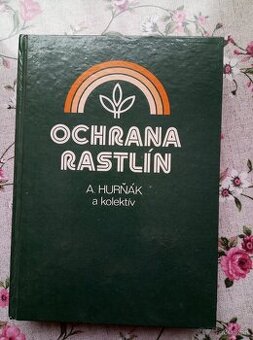 OCHRANA
RASTLÍN
A. HURŇÁK
a kolektív